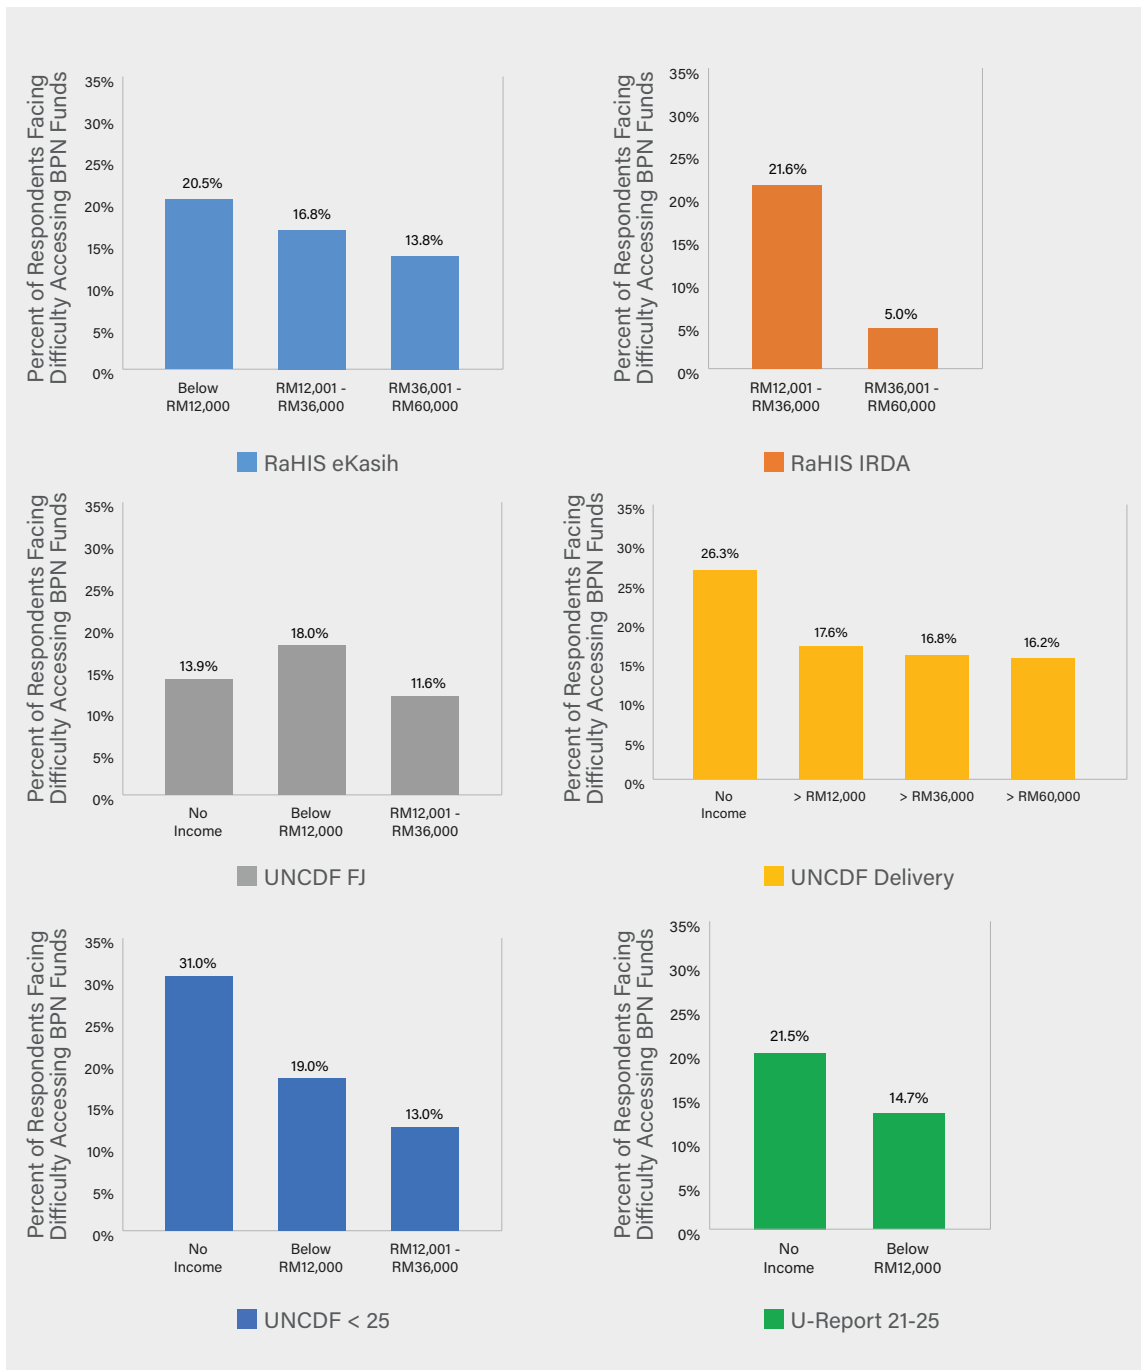 Percent of Respondents Facing
Difficulty Accessing BPN Funds
35%
30%
25%
20%
15%
10%
5%
0%
20.5%
16.8%
13.8%
Below
RM12,000
RM12,001 -
RM36,000
RM36,001 -
RM60,000
RaHIS eKasih
Percent of Respondents Facing
Difficulty Accessing BPN Funds
35%
30%
25%
20%
15%
10%
5%
0%
21.6%
5.0%
RM12,001 -
RM36,000
RM36,001 -
RM60,000
RaHIS IRDA
Percent of Respondents Facing
Difficulty Accessing BPN Funds
35%
30%
25%
20%
15%
10%
5%
0%
13.9%
18.0%
11.6%
No
Income
Below
RM12,000
RM12,001 -
RM36,000
UNCDF FJ
Percent of Respondents Facing
Difficulty Accessing BPN Funds
35%
30%
25%
20%
15%
10%
5%
0%
26.3%
17.6%
16.8%
16.2%
No
Income
> RM12,000
> RM36,000
> RM60,000
UNCDF Delivery
Percent of Respondents Facing
Difficulty Accessing BPN Funds
35%
30%
25%
20%
15%
10%
5%
0%
31.0%
19.0%
13.0%
No
Income
Below
RM12,000
RM12,001 -
RM36,000
UNCDF < 25
Percent of Respondents Facing
Difficulty Accessing BPN Funds
35%
30%
25%
20%
15%
10%
5%
0%
21.5%
14.7%
No
Income
Below
RM12,000
U-Report 21-25